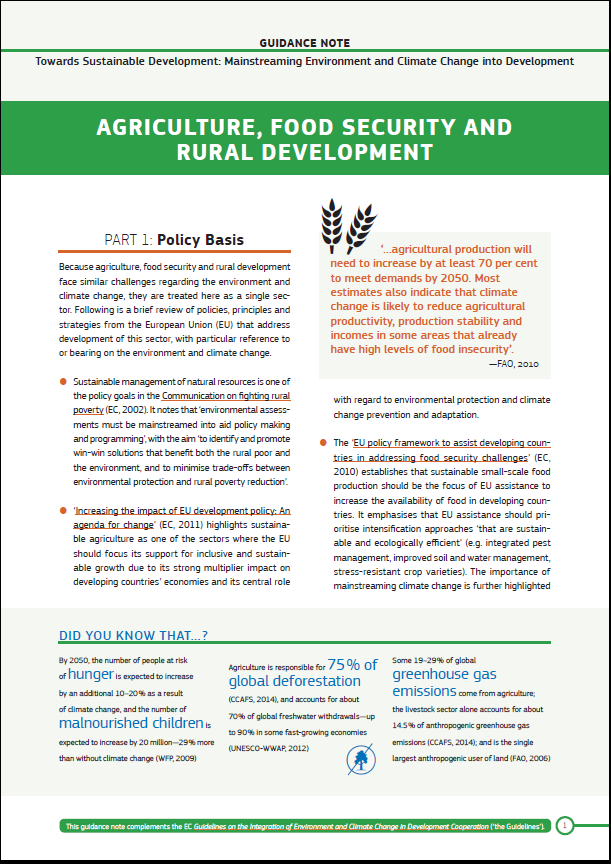 GUIDANCE NOTE
Towards Sustainable Development: Mainstreaming Environment and Climate Change into Development
AGRICULTURE, FOOD SECURITY AND
RURAL DEVELOPMENT
PART 1: Policy Basis
Because agriculture, food security and rural development
face similar challenges regarding the environment and
climate change, they are treated here as a single sec-
tor. Following is a brief review of policies, principles and
strategies from the European Union (EU) that address
development of this sector, with particular reference to
or bearing on the environment and climate change.
● Sustainable management of natural resources is one of
the policy goals in the Communication on fighting rural
poverty (EC, 2002). It notes that 'environmental assess-
ments must be mainstreamed into aid policy making
and programming', with the aim 'to identify and promote
win–win solutions that benefit both the rural poor and
the environment, and to minimise trade-offs between
environmental protection and rural poverty reduction'.
● 'Increasing the impact of EU development policy: An
agenda for change' (EC, 2011) highlights sustaina-
ble agriculture as one of the sectors where the EU
should focus its support for inclusive and sustain-
able growth due to its strong multiplier impact on
developing countries' economies and its central role
'...agricultural production will
need to increase by at least 70 per cent
to meet demands by 2050. Most
estimates also indicate that climate
change is likely to reduce agricultural
productivity, production stability and
incomes in some areas that already
have high levels of food insecurity'.
—FAO, 2010
with regard to environmental protection and climate
change prevention and adaptation.
● The 'EU policy framework to assist developing coun-
tries in addressing food security challenges' (EC,
2010) establishes that sustainable small-scale food
production should be the focus of EU assistance to
increase the availability of food in developing coun-
tries. It emphasises that EU assistance should pri-
oritise intensification approaches 'that are sustain-
able and ecologically efficient' (e.g. integrated pest
management, improved soil and water management,
stress-resistant crop varieties). The importance of
mainstreaming climate change is further highlighted
DID YOU KNOW THAT...?
By 2050, the number of people at risk
of hunger is expected to increase
by an additional 10–20% as a result
of climate change, and the number of
malnourished children is
expected to increase by 20 million—29% more
than without climate change (WFP, 2009)
Agriculture is responsible for 75% of
global deforestation
(CCAFS, 2014), and accounts for about
70% of global freshwater withdrawals—up
to 90% in some fast-growing economies
(UNESCO-WWAP, 2012)
Some 19–29% of global
greenhouse gas
emissions come from agriculture;
the livestock sector alone accounts for about
14.5% of anthropogenic greenhouse gas
emissions (CCAFS, 2014); and is the single
largest anthropogenic user of land (FAO, 2006)
This guidance note complements the EC Guidelines on the Integration of Environment and Climate Change in Development Cooperation ('the Guidelines').
1